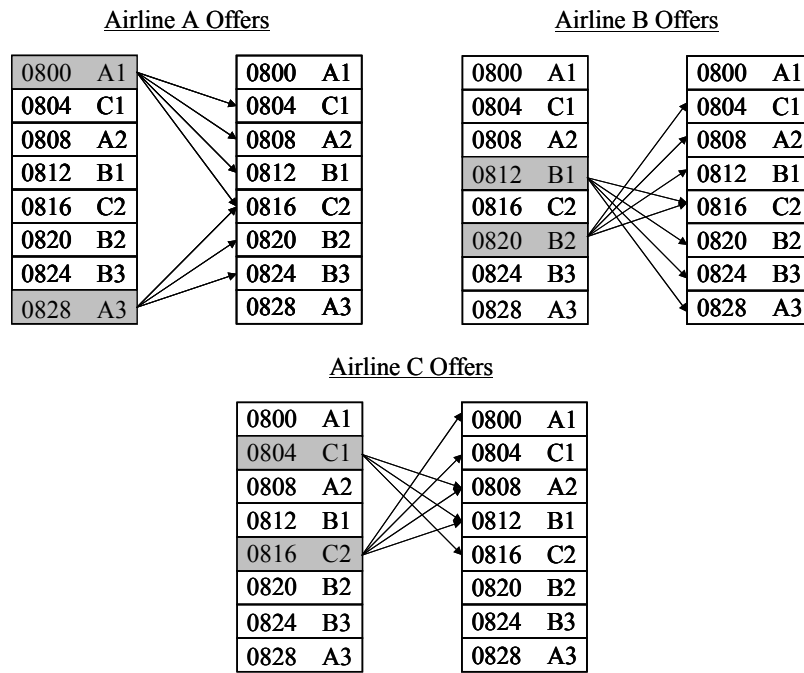 Airline A Offers
0800 A1 0800 A1
0804 C1 0804 C1
0808 A2 0808 A2
0812 B1 0812 B1
0816 C2 0816 C2
0820 B2 0820 B2
0824 B3 0824 B3
0828 A3 0828 A3
Airline B Offers
0800 A1 0800 A1
0804 C1 0804 C1
0808 A2 0808 A2
0812 B1 0812 B1
0816 C2 0816 C2
0820 B2 0820 B2
0824 B3 0824 B3
0828 A3 0828 A3
Airline C Offers
0800 A1 0800 A1
0804 C1 0804 C1
0808 A2 0808 A2
0812 B1 0812 B1
0816 C2 0816 C2
0820 B2 0820 B2
0824 B3 0824 B3
0828 A3 0828 A3